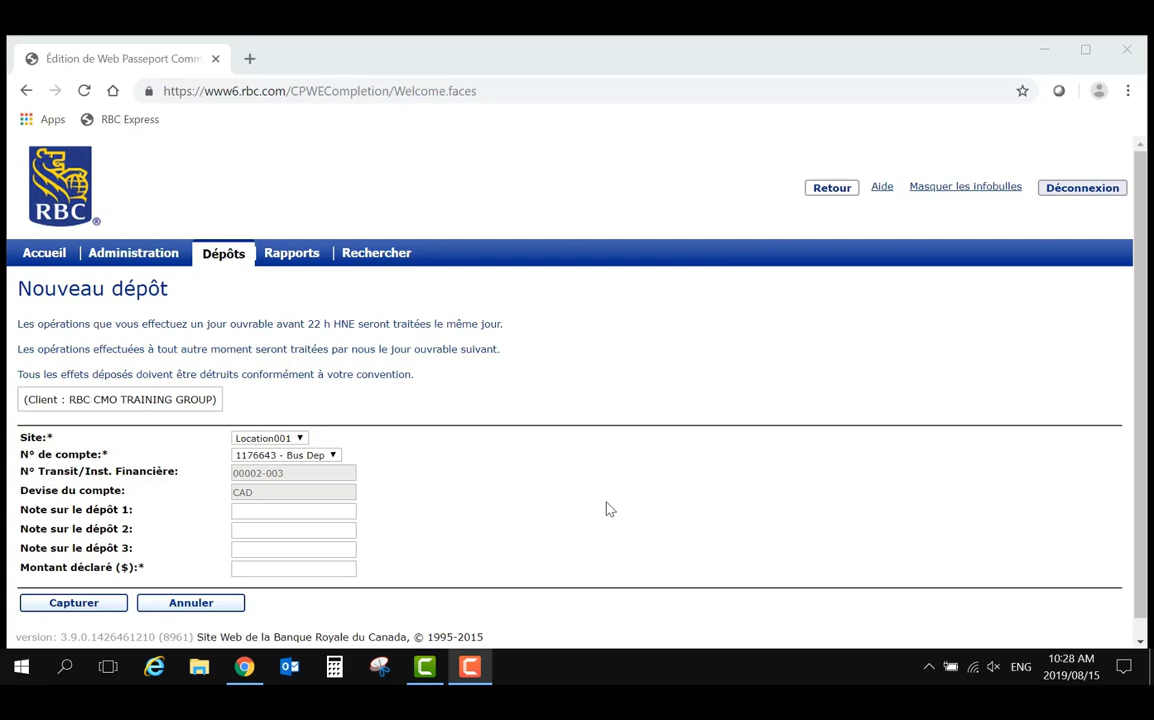 Édition de Web Passeport Comm
https://www6.rbc.com/CPWECompletion/Welcome.faces
Apps RBC Express
RBC®
Retour Aide Masquer les infobulles Déconnexion
Accueil | Administration Dépôts Rapports | Rechercher
Nouveau dépôt
Les opérations que vous effectuez un jour ouvrable avant 22 h HNE seront traitées le même jour.
Les opérations effectuées à tout autre moment seront traitées par nous le jour ouvrable suivant.
Tous les effets déposés doivent être détruits conformément à votre convention.
(Client : RBC CMO TRAINING GROUP)
Site:* Location001
N° de compte:* 1176643 - Bus Dep
N° Transit/Inst. Financière: 00002-003
Devise du compte: CAD
Note sur le dépôt 1:
Note sur le dépôt 2:
Note sur le dépôt 3:
Montant déclaré ($):*
Capturer Annuler
version: 3.9.0.1426461210 (8961) Site Web de la Banque Royale du Canada, © 1995-2015
ENG 10:28 AM
2019/08/15